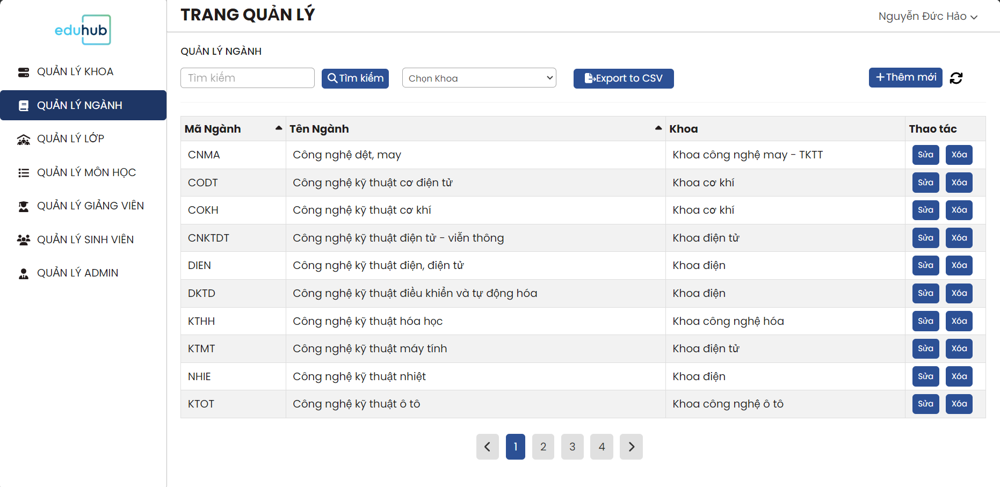 eduhub
QUẢN LÝ KHOA
QUẢN LÝ NGÀNH
QUẢN LÝ LỚP
QUẢN LÝ MÔN HỌC
QUẢN LÝ GIẢNG VIÊN
QUẢN LÝ SINH VIÊN
QUẢN LÝ ADMIN
TRANG QUẢN LÝ
Nguyễn Đức Hảo
QUẢN LÝ NGÀNH
Tìm kiếm Tìm kiếm Chọn Khoa Export to CSV Thêm mới
Mã Ngành Tên Ngành Khoa Thao tác
CNMA Công nghệ dệt, may Khoa công nghệ may - TKTT Sửa Xóa
CODT Công nghệ kỹ thuật cơ điện tử Khoa cơ khí Sửa Xóa
COKH Công nghệ kỹ thuật cơ khí Khoa cơ khí Sửa Xóa
CNKTDT Công nghệ kỹ thuật điện tử - viễn thông Khoa điện tử Sửa Xóa
DIEN Công nghệ kỹ thuật điện, điện tử Khoa điện Sửa Xóa
DKTD Công nghệ kỹ thuật điều khiển và tự động hóa Khoa điện Sửa Xóa
KTHH Công nghệ kỹ thuật hóa học Khoa công nghệ hóa Sửa Xóa
KTMT Công nghệ kỹ thuật máy tính Khoa điện tử Sửa Xóa
NHIE Công nghệ kỹ thuật nhiệt Khoa điện Sửa Xóa
KTOT Công nghệ kỹ thuật ô tô Khoa công nghệ ô tô Sửa Xóa
1 2 3 4